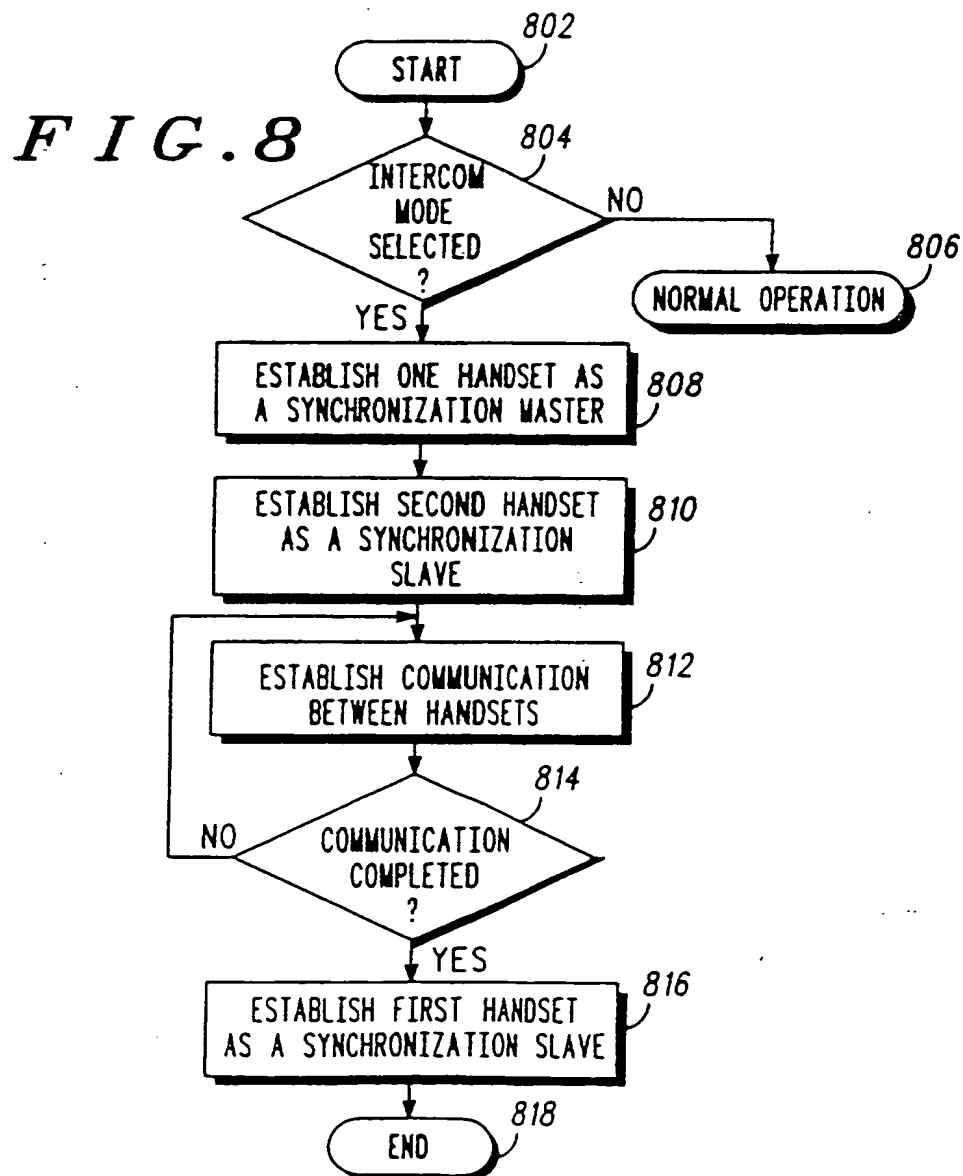 802
START
FIG.8
804
INTERCOM
MODE
SELECTED
?
NO
806
NORMAL OPERATION
YES
ESTABLISH ONE HANDSET AS
A SYNCHRONIZATION MASTER
808
ESTABLISH SECOND HANDSET
AS A SYNCHRONIZATION
SLAVE
810
ESTABLISH COMMUNICATION
BETWEEN HANDSETS
812
814
NO
COMMUNICATION
COMPLETED
?
YES
ESTABLISH FIRST HANDSET
AS A SYNCHRONIZATION SLAVE
816
END
818